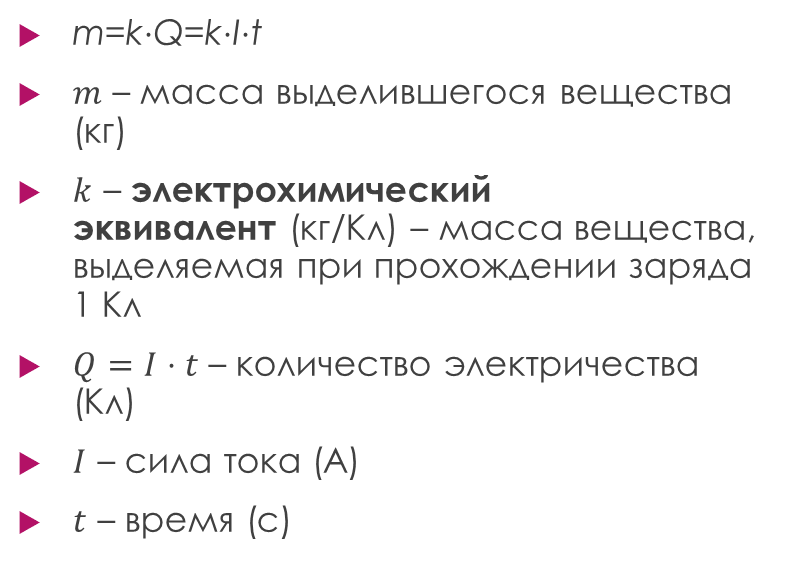 m=k·Q=k·I·t
m – масса выделившегося вещества
(кг)
k – электрохимический
эквивалент (кг/Кл) – масса вещества,
выделяемая при прохождении заряда
1 Кл
Q = I · t – количество электричества
(Кл)
I – сила тока (А)
t – время (с)